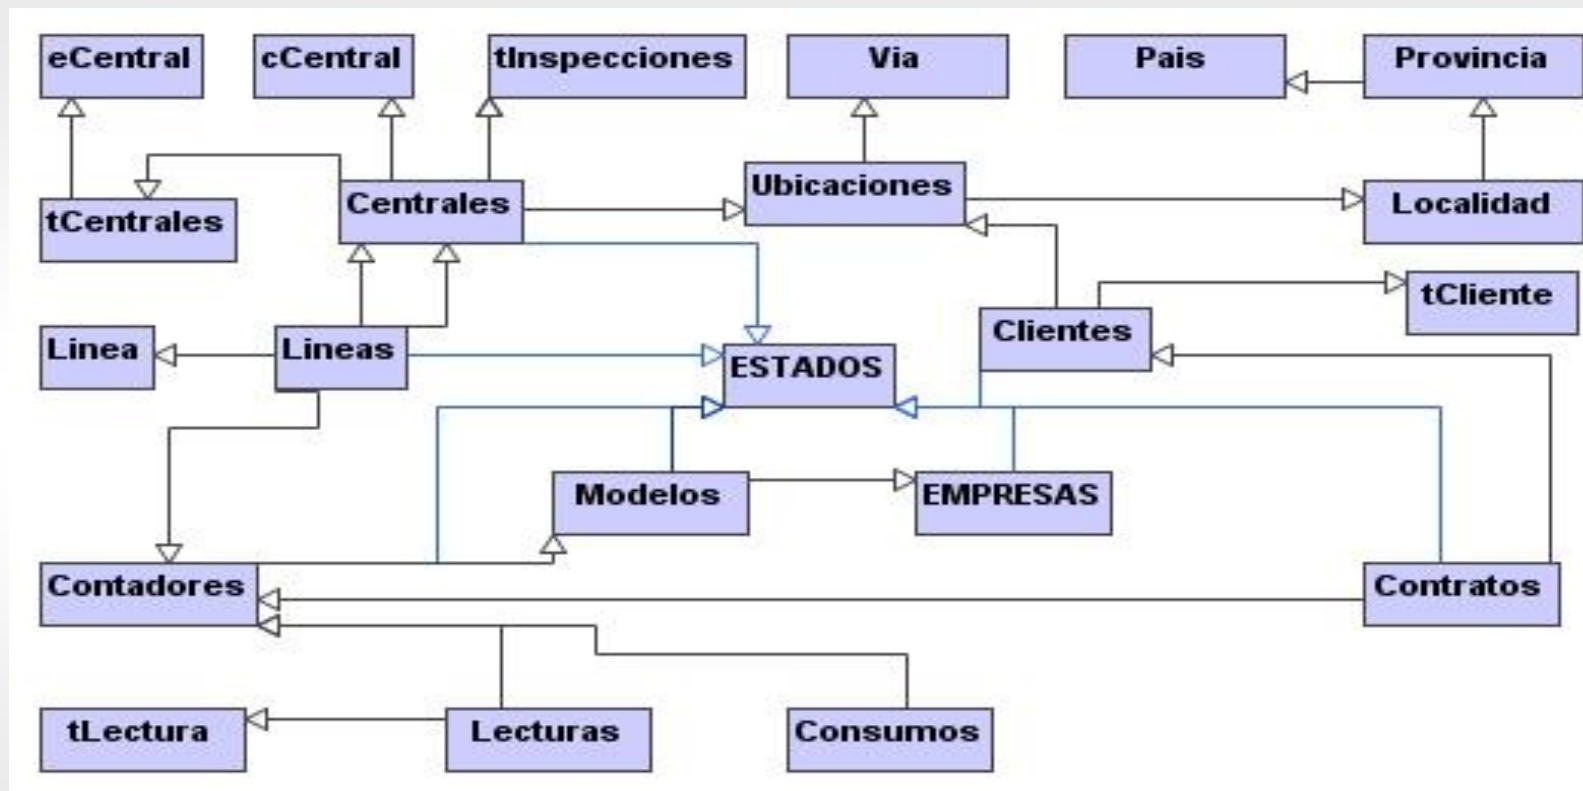 eCentral
cCentral
tInspecciones
Via
Pais
Provincia
tCentrales
Centrales
Ubicaciones
Localidad
tCliente
Linea
Lineas
ESTADOS
Clientes
Modelos
EMPRESAS
Contadores
Contratos
tLectura
Lecturas
Consumos